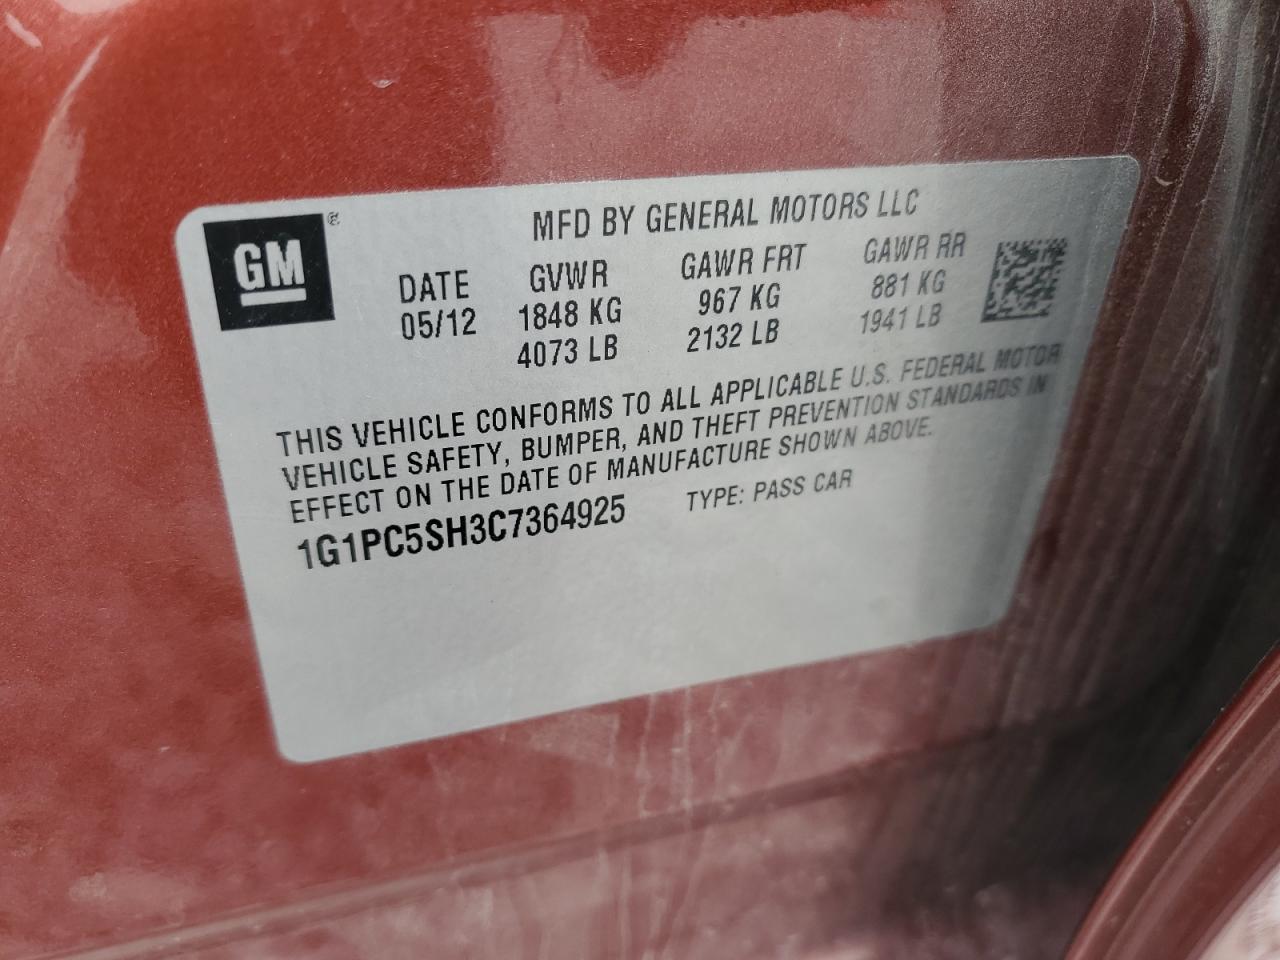 GM ®
MFD BY GENERAL MOTORS LLC
DATE GVWR GAWR FRT GAWR RR
05/12 1848 KG 967 KG 881 KG
4073 LB 2132 LB 1941 LB
THIS VEHICLE CONFORMS TO ALL APPLICABLE U.S. FEDERAL MOTOR
VEHICLE SAFETY, BUMPER, AND THEFT PREVENTION STANDARDS IN
EFFECT ON THE DATE OF MANUFACTURE SHOWN ABOVE.
1G1PC5SH3C7364925 TYPE: PASS CAR